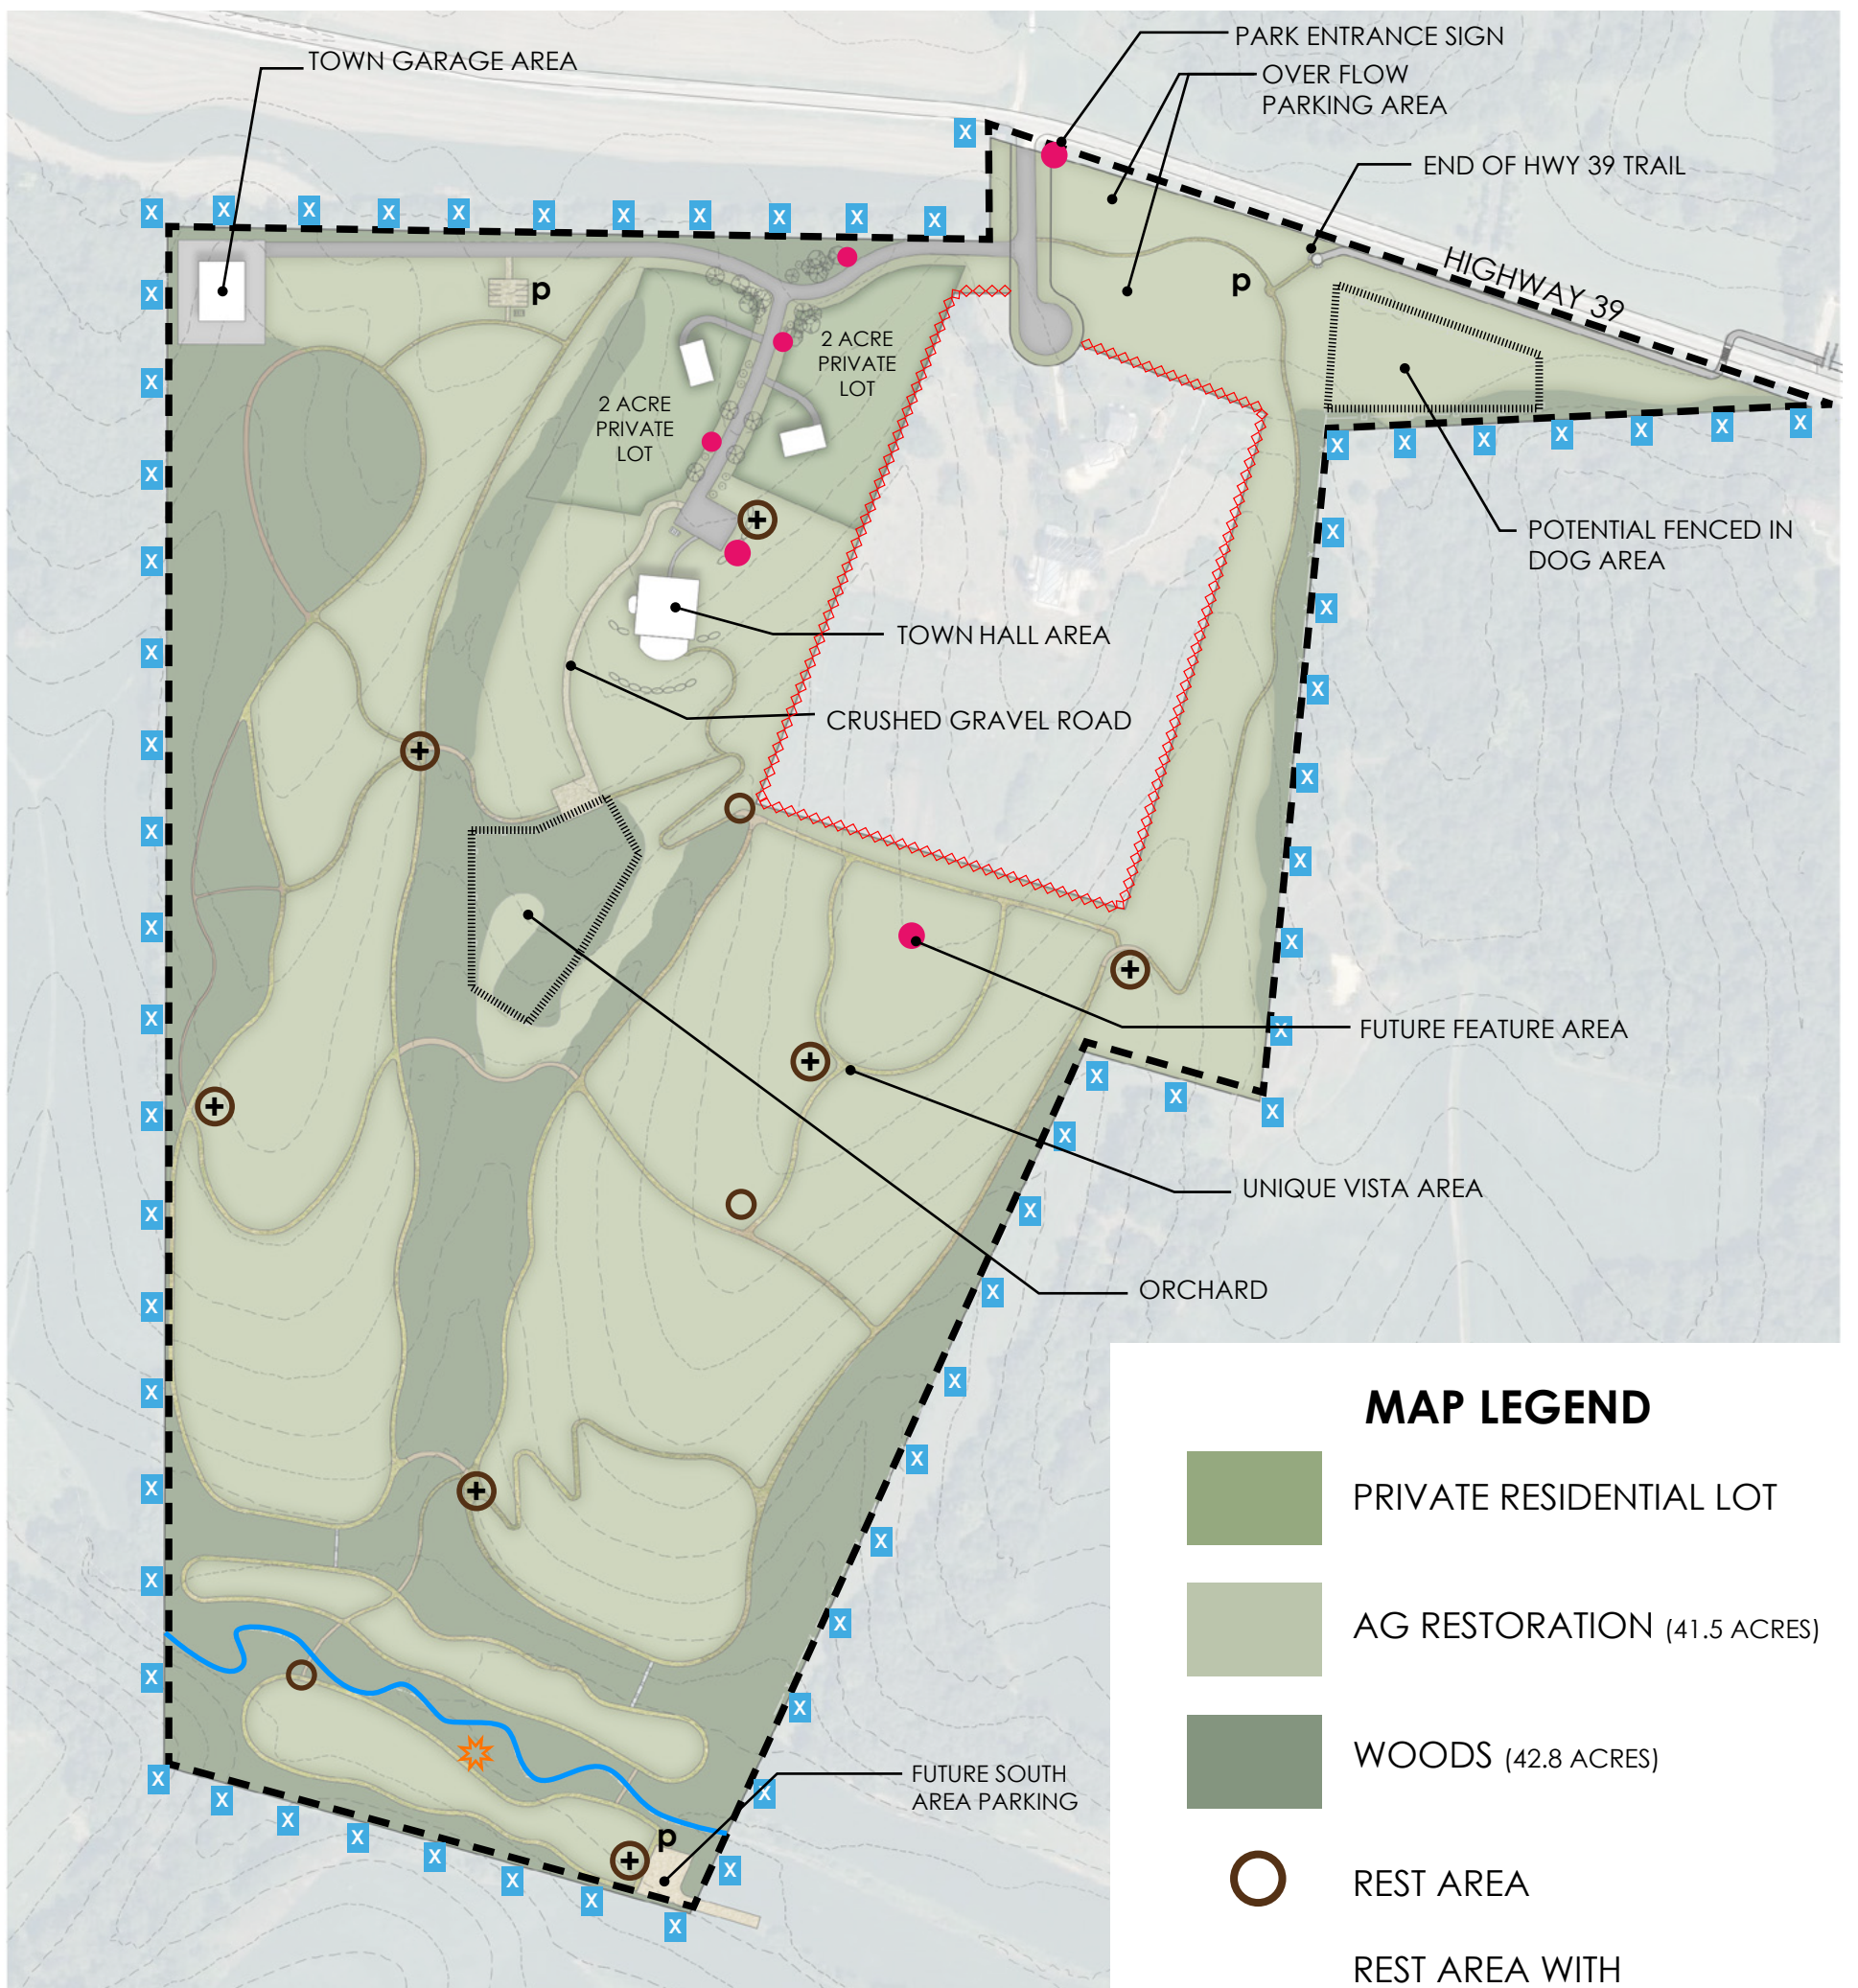 PARK ENTRANCE SIGN
TOWN GARAGE AREA
OVER FLOW
PARKING AREA
END OF HWY 39 TRAIL
X
X X X X X X X X X X X
HIGHWAY 39
p
p
X
2 ACRE
PRIVATE
LOT
2 ACRE
PRIVATE
LOT
X
X X X X X X X
X
POTENTIAL FENCED IN
DOG AREA
X
X
X
TOWN HALL AREA
X
X
CRUSHED GRAVEL ROAD
X
X
X
X
X
X
FUTURE FEATURE AREA
X
X
X
X
X
X
X
UNIQUE VISTA AREA
X
X
ORCHARD
X
X
X
X
MAP LEGEND
X
X
PRIVATE RESIDENTIAL LOT
X
X
X
AG RESTORATION (41.5 ACRES)
X
X
WOODS (42.8 ACRES)
X
FUTURE SOUTH
AREA PARKING
X
X
X
X
p
X
X
X
X
X
X
REST AREA
REST AREA WITH